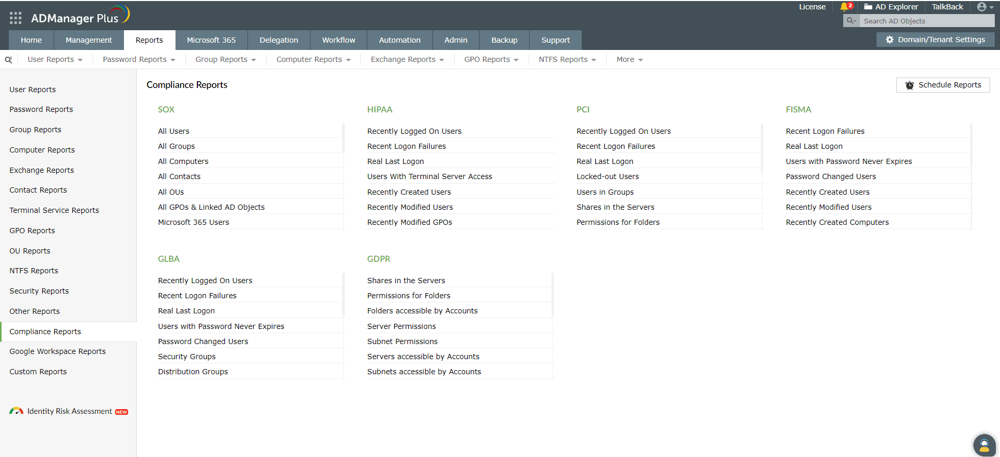 License
2
AD Explorer
TalkBack
ADManager Plus
Search AD Objects
Home
Management
Reports
Microsoft 365
Delegation
Workflow
Automation
Admin
Backup
Support
Domain/Tenant Settings
User Reports
Password Reports
Group Reports
Computer Reports
Exchange Reports
GPO Reports
NTFS Reports
More
User Reports
Password Reports
Group Reports
Computer Reports
Exchange Reports
Contact Reports
Terminal Service Reports
GPO Reports
OU Reports
NTFS Reports
Security Reports
Other Reports
Compliance Reports
Google Workspace Reports
Custom Reports
Identity Risk Assessment NEW
Compliance Reports
Schedule Reports
SOX
All Users
All Groups
All Computers
All Contacts
All OUs
All GPOs & Linked AD Objects
Microsoft 365 Users
HIPAA
Recently Logged On Users
Recent Logon Failures
Real Last Logon
Users With Terminal Server Access
Recently Created Users
Recently Modified Users
Recently Modified GPOs
PCI
Recently Logged On Users
Recent Logon Failures
Real Last Logon
Locked-out Users
Users in Groups
Shares in the Servers
Permissions for Folders
FISMA
Recent Logon Failures
Real Last Logon
Users with Password Never Expires
Password Changed Users
Recently Created Users
Recently Modified Users
Recently Created Computers
GLBA
Recently Logged On Users
Recent Logon Failures
Real Last Logon
Users with Password Never Expires
Password Changed Users
Security Groups
Distribution Groups
GDPR
Shares in the Servers
Permissions for Folders
Folders accessible by Accounts
Server Permissions
Subnet Permissions
Servers accessible by Accounts
Subnets accessible by Accounts